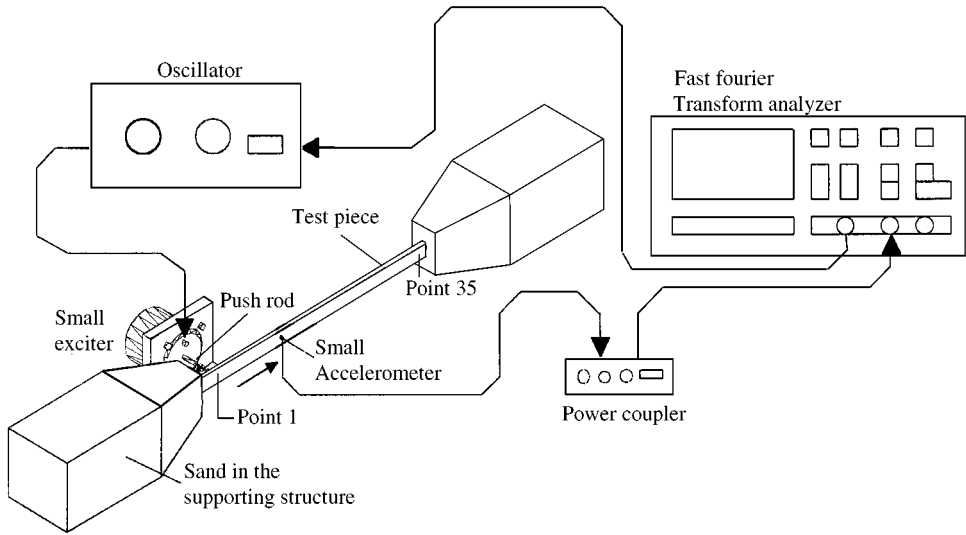 Oscillator
Fast fourier
Transform analyzer
Test piece
Point 35
Push rod
Small
exciter
Small
Accelerometer
Point 1
Power coupler
Sand in the
supporting structure